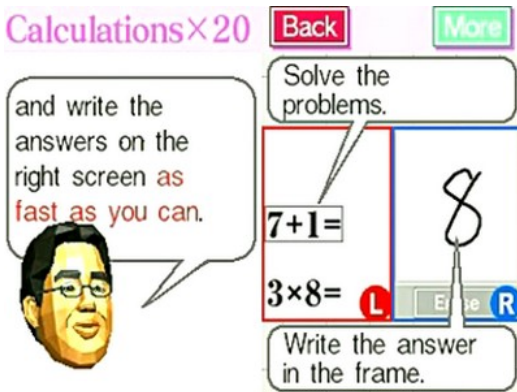 Calculations×20
Back
More
and write the
answers on the
right screen as
fast as you can.
Solve the
problems.
7+1=
3×8=
L
8
Erase
R
Write the answer
in the frame.